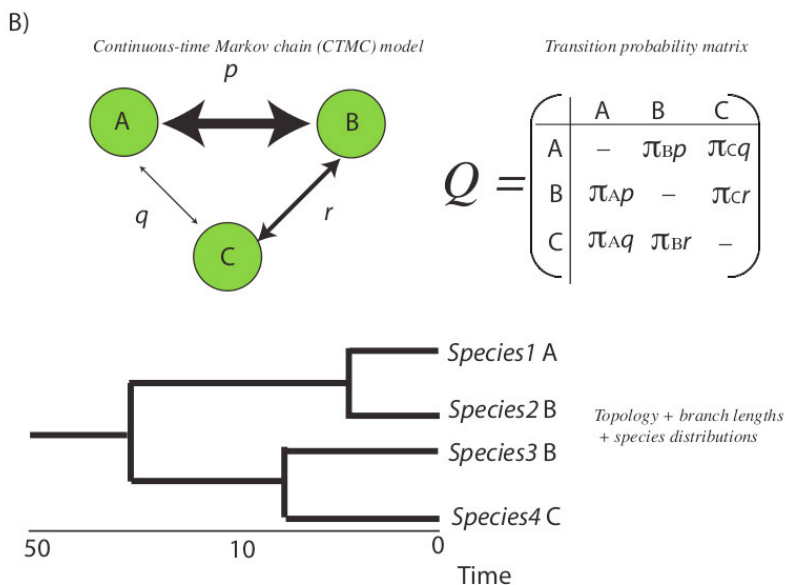 B)
Continuous-time Markov chain (CTMC) model
Transition probability matrix
p
A
B
q
r
C
Q =
A B C
A – πBp πCq
B πAp – πCr
C πAq πBr –
Species1 A
Species2 B
Species3 B
Species4 C
Topology + branch lengths
+ species distributions
50 10 0
Time